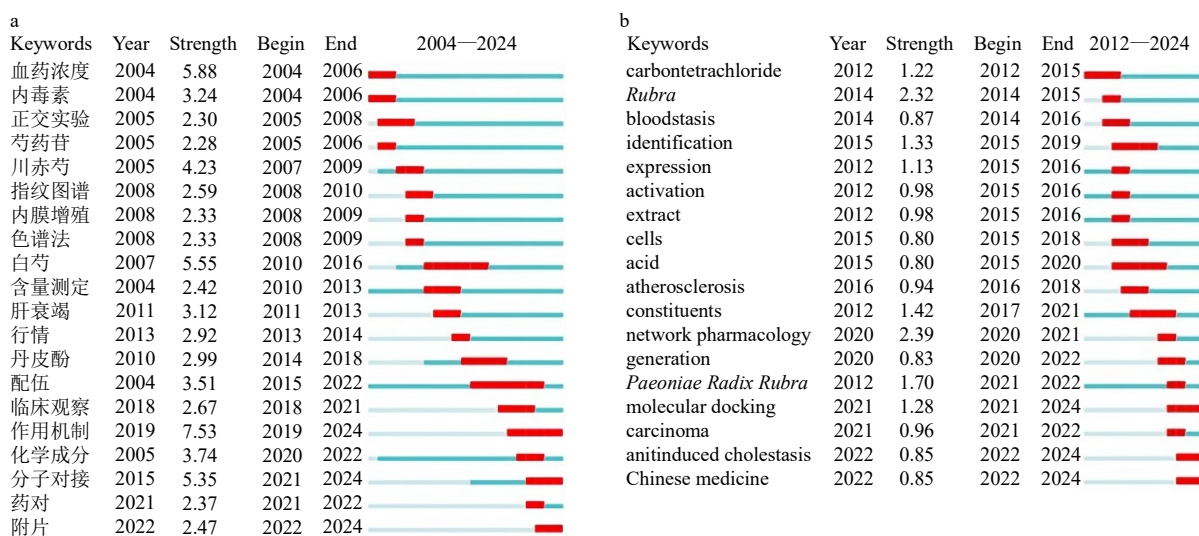 a
Keywords Year Strength Begin End 2004—2024
血药浓度 2004 5.88 2004 2006
内毒素 2004 3.24 2004 2006
正交实验 2005 2.30 2005 2008
芍药苷 2005 2.28 2005 2006
川赤芍 2005 4.23 2007 2009
指纹图谱 2008 2.59 2008 2010
内膜增殖 2008 2.33 2008 2009
色谱法 2008 2.33 2008 2009
白芍 2007 5.55 2010 2016
含量测定 2004 2.42 2010 2013
肝衰竭 2011 3.12 2011 2013
行情 2013 2.92 2013 2014
丹皮酚 2010 2.99 2014 2018
配伍 2004 3.51 2015 2022
临床观察 2018 2.67 2018 2021
作用机制 2019 7.53 2019 2024
化学成分 2005 3.74 2020 2022
分子对接 2015 5.35 2021 2024
药对 2021 2.37 2021 2022
附片 2022 2.47 2022 2024
b
Keywords Year Strength Begin End 2012—2024
carbontetrachloride 2012 1.22 2012 2015
Rubra 2014 2.32 2014 2015
bloodstasis 2014 0.87 2014 2016
identification 2015 1.33 2015 2019
expression 2012 1.13 2015 2016
activation 2012 0.98 2015 2016
extract 2012 0.98 2015 2016
cells 2015 0.80 2015 2018
acid 2015 0.80 2015 2020
atherosclerosis 2016 0.94 2016 2018
constituents 2012 1.42 2017 2021
network pharmacology 2020 2.39 2020 2021
generation 2020 0.83 2020 2022
Paeoniae Radix Rubra 2012 1.70 2021 2022
molecular docking 2021 1.28 2021 2024
carcinoma 2021 0.96 2021 2022
anitinduced cholestasis 2022 0.85 2022 2024
Chinese medicine 2022 0.85 2022 2024